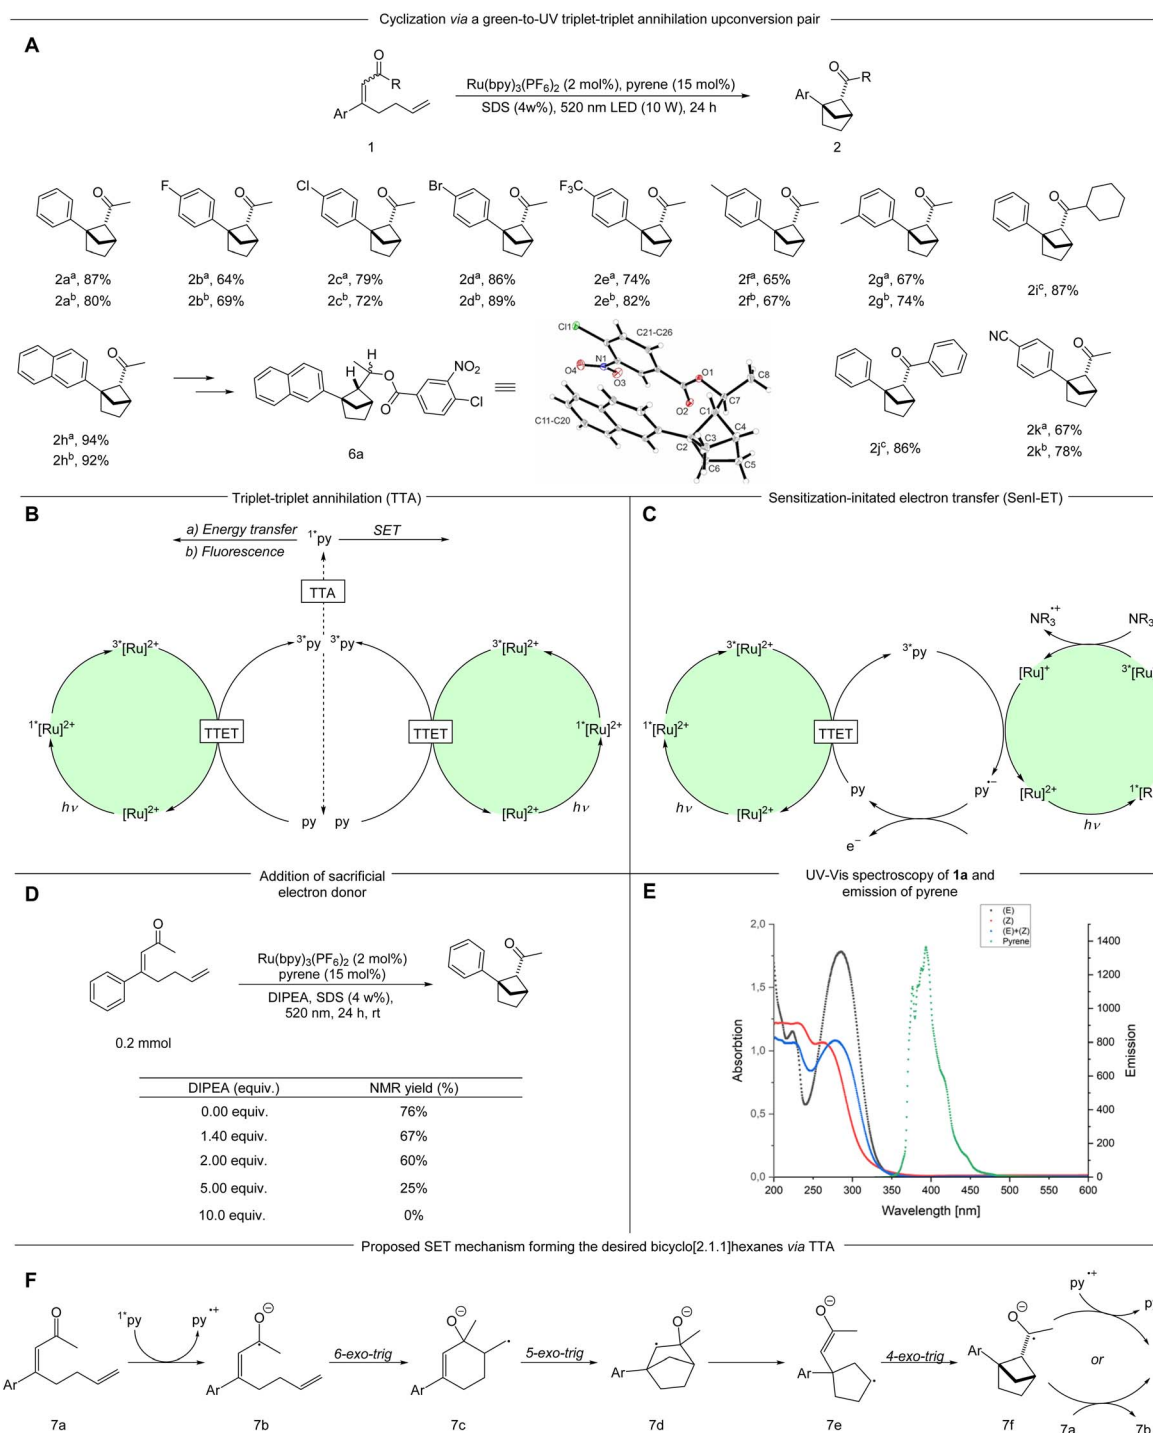 Cyclization via a green-to-UV triplet-triplet annihilation upconversion pair
A
O
R
Ar
1
Ru(bpy)3(PF6)2 (2 mol%), pyrene (15 mol%)
SDS (4w%), 520 nm LED (10 W), 24 h
O
R
Ar
2
O
F
O
Cl
O
Br
O
F3C
O
O
O
O
2aᵃ, 87%
2aᵇ, 80%
2bᵃ, 64%
2bᵇ, 69%
2cᵃ, 79%
2cᵇ, 72%
2dᵃ, 86%
2dᵇ, 89%
2eᵃ, 74%
2eᵇ, 82%
2fᵃ, 65%
2fᵇ, 67%
2gᵃ, 67%
2gᵇ, 74%
2iᶜ, 87%
O
2hᵃ, 94%
2hᵇ, 92%
H
H
O
O
NO2
Cl
6a
Cl1
C21-C26
N1
O4
O3
O1
O2
C8
C7
C1
C4
C11-C20
C2
C3
C5
C6
O
2jᶜ, 86%
NC
O
2kᵃ, 67%
2kᵇ, 78%
Triplet-triplet annihilation (TTA)
B
a) Energy transfer
b) Fluorescence
1*py
SET
TTA
3*[Ru]2+
3*py 3*py
3*[Ru]2+
1*[Ru]2+
TTET
TTET
1*[Ru]2+
hν
[Ru]2+
py py
[Ru]2+
hν
Sensitization-initated electron transfer (SenI-ET)
C
NR3•+
NR3
3*[Ru]2+
3*py
[Ru]+
3*[Ru
1*[Ru]2+
TTET
hν
[Ru]2+
py
py•−
[Ru]2+
1*[R
hν
e−
Addition of sacrificial
electron donor
D
O
0.2 mmol
Ru(bpy)3(PF6)2 (2 mol%)
pyrene (15 mol%)
DIPEA, SDS (4 w%),
520 nm, 24 h, rt
O
DIPEA (equiv.) NMR yield (%)
0.00 equiv. 76%
1.40 equiv. 67%
2.00 equiv. 60%
5.00 equiv. 25%
10.0 equiv. 0%
UV-Vis spectroscopy of 1a and
emission of pyrene
E
(E)
(Z)
(E)+(Z)
Pyrene
2,0
1,5
1,0
0,5
0,0
Absorbtion
1400
1200
1000
800
600
400
200
0
Emission
200 250 300 350 400 450 500 550 600
Wavelength [nm]
Proposed SET mechanism forming the desired bicyclo[2.1.1]hexanes via TTA
F
O
Ar
7a
1*py
py•+
O⊖
Ar
7b
6-exo-trig
O⊖
Ar
7c
5-exo-trig
O⊖
Ar
7d
O⊖
Ar
7e
4-exo-trig
O⊖
Ar
7f
py•+
p
or
7a
7b